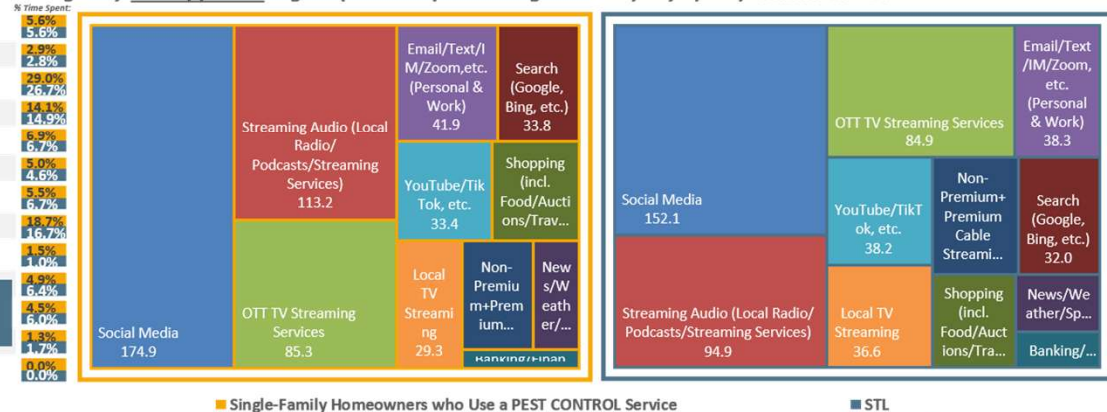 % Time Spent:
5.6%
5.6%
2.9%
2.8%
29.0%
26.7%
14.1%
14.9%
6.9%
6.7%
5.0%
4.6%
5.5%
6.7%
18.7%
16.7%
1.5%
1.0%
4.9%
6.4%
4.5%
6.0%
1.3%
1.7%
0.0%
0.0%
Social Media
174.9
Streaming Audio (Local
Radio/
Podcasts/Streaming
Services)
113.2
OTT TV Streaming
Services
85.3
Email/Text/I
M/Zoom,etc.
(Personal &
Work)
41.9
Search
(Google,
Bing, etc.)
33.8
YouTube/Tik
Tok, etc.
33.4
Shopping
(incl.
Food/Aucti
ons/Trav...
Local
TV
Streami
ng
29.3
Non-
Premiu
m+Prem
ium...
New
s/W
eath
er/...
Social Media
152.1
Streaming Audio (Local Radio/
Podcasts/Streaming Services)
94.9
OTT TV Streaming Services
84.9
Email/Text
/IM/Zoom,
etc.
(Personal
& Work)
38.3
YouTube/TikT
ok, etc.
38.2
Non-
Premium+
Premium
Cable
Streami...
Search
(Google,
Bing, etc.)
32.0
Local TV
Streaming
36.6
Shopping
(incl.
Food/Auct
ions/Tra...
News/We
ather/Sp...
Banking/...
Single-Family Homeowners who Use a PEST CONTROL Service
STL